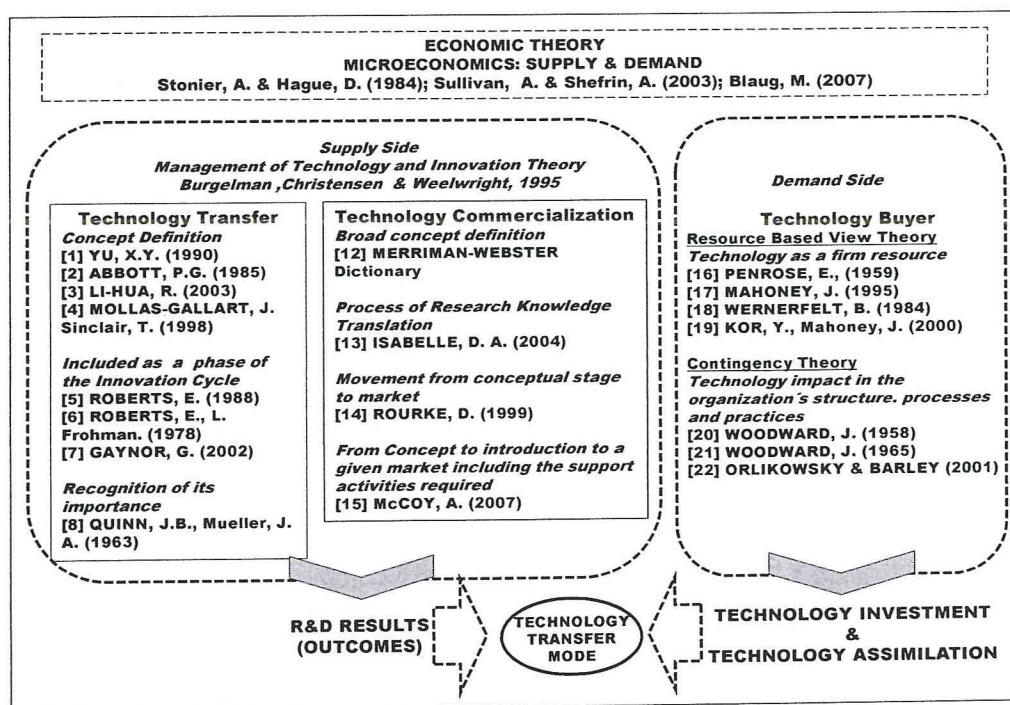 ECONOMIC THEORY
MICROECONOMICS: SUPPLY & DEMAND
Stonier, A. & Hague, D. (1984); Sullivan, A. & Shefrin, A. (2003); Blaug, M. (2007)
Supply Side
Management of Technology and Innovation Theory
Burgelman ,Christensen & Weelwright, 1995
Technology Transfer
Concept Definition
[1] YU, X.Y. (1990)
[2] ABBOTT, P.G. (1985)
[3] LI-HUA, R. (2003)
[4] MOLLAS-GALLART, J.
Sinclair, T. (1998)
Included as a phase of
the Innovation Cycle
[5] ROBERTS, E. (1988)
[6] ROBERTS, E., L.
Frohman. (1978)
[7] GAYNOR, G. (2002)
Recognition of its
importance
[8] QUINN, J.B., Mueller, J.
A. (1963)
Technology Commercialization
Broad concept definition
[12] MERRIMAN-WEBSTER
Dictionary
Process of Research Knowledge
Translation
[13] ISABELLE, D. A. (2004)
Movement from conceptual stage
to market
[14] ROURKE, D. (1999)
From Concept to introduction to a
given market including the support
activities required
[15] McCOY, A. (2007)
Demand Side
Technology Buyer
Resource Based View Theory
Technology as a firm resource
[16] PENROSE, E., (1959)
[17] MAHONEY, J. (1995)
[18] WERNERFELT, B. (1984)
[19] KOR, Y., Mahoney, J. (2000)
Contingency Theory
Technology impact in the
organization´s structure. processes
and practices
[20] WOODWARD, J. (1958)
[21] WOODWARD, J. (1965)
[22] ORLIKOWSKY & BARLEY (2001)
R&D RESULTS
(OUTCOMES)
TECHNOLOGY
TRANSFER
MODE
TECHNOLOGY INVESTMENT
&
TECHNOLOGY ASSIMILATION